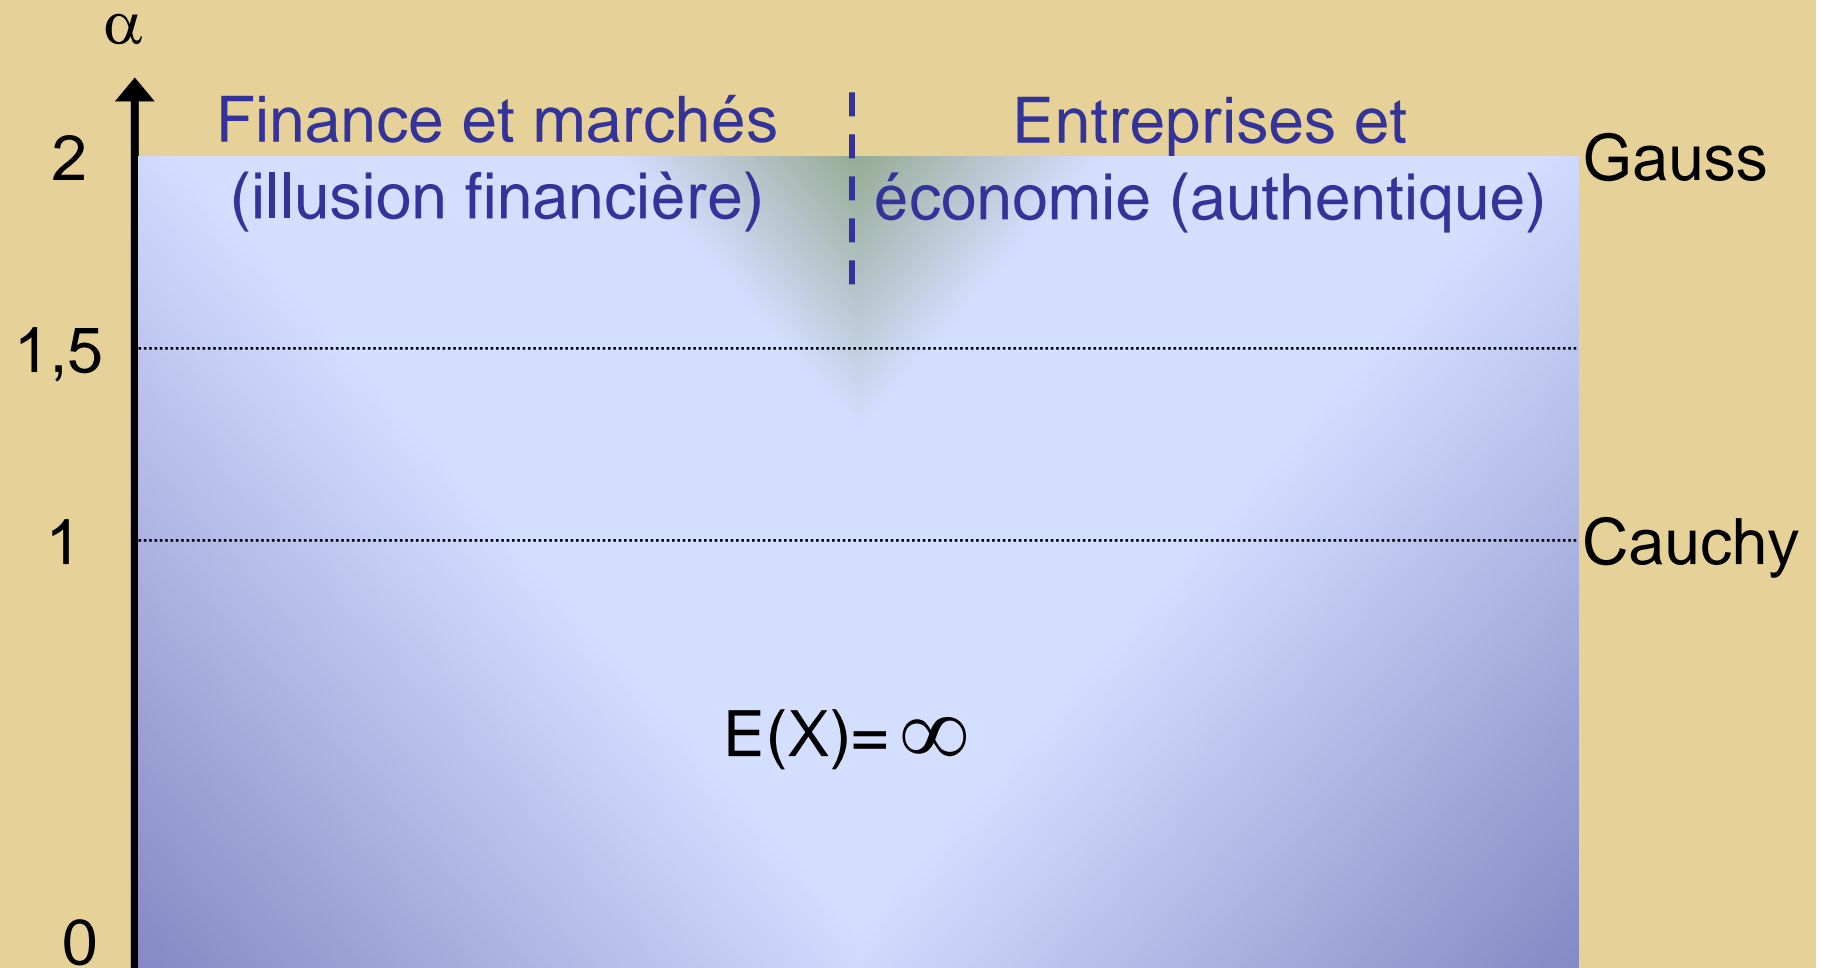 α
Finance et marchés
(illusion financière)
Entreprises et
économie (authentique)
2
Gauss
1,5
1
Cauchy
E(X)= ∞
0